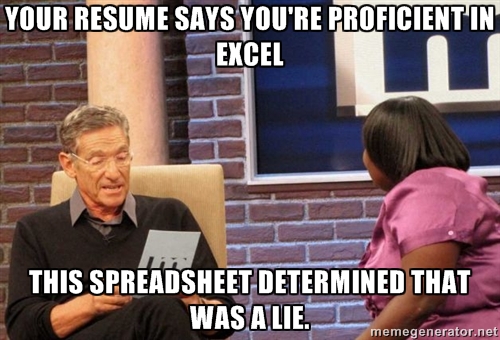 YOUR RESUME SAYS YOU'RE PROFICIENT IN
EXCEL
THIS SPREADSHEET DETERMINED THAT
WAS A LIE.
memegenerator.net